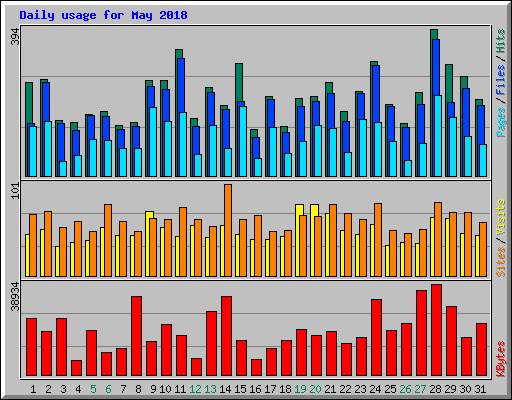 Daily usage for May 2018
394
Pages / Files / Hits
101
Sites / Visits
38934
KBytes
1 2 3 4 5 6 7 8 9 10 11 12 13 14 15 16 17 18 19 20 21 22 23 24 25 26 27 28 29 30 31